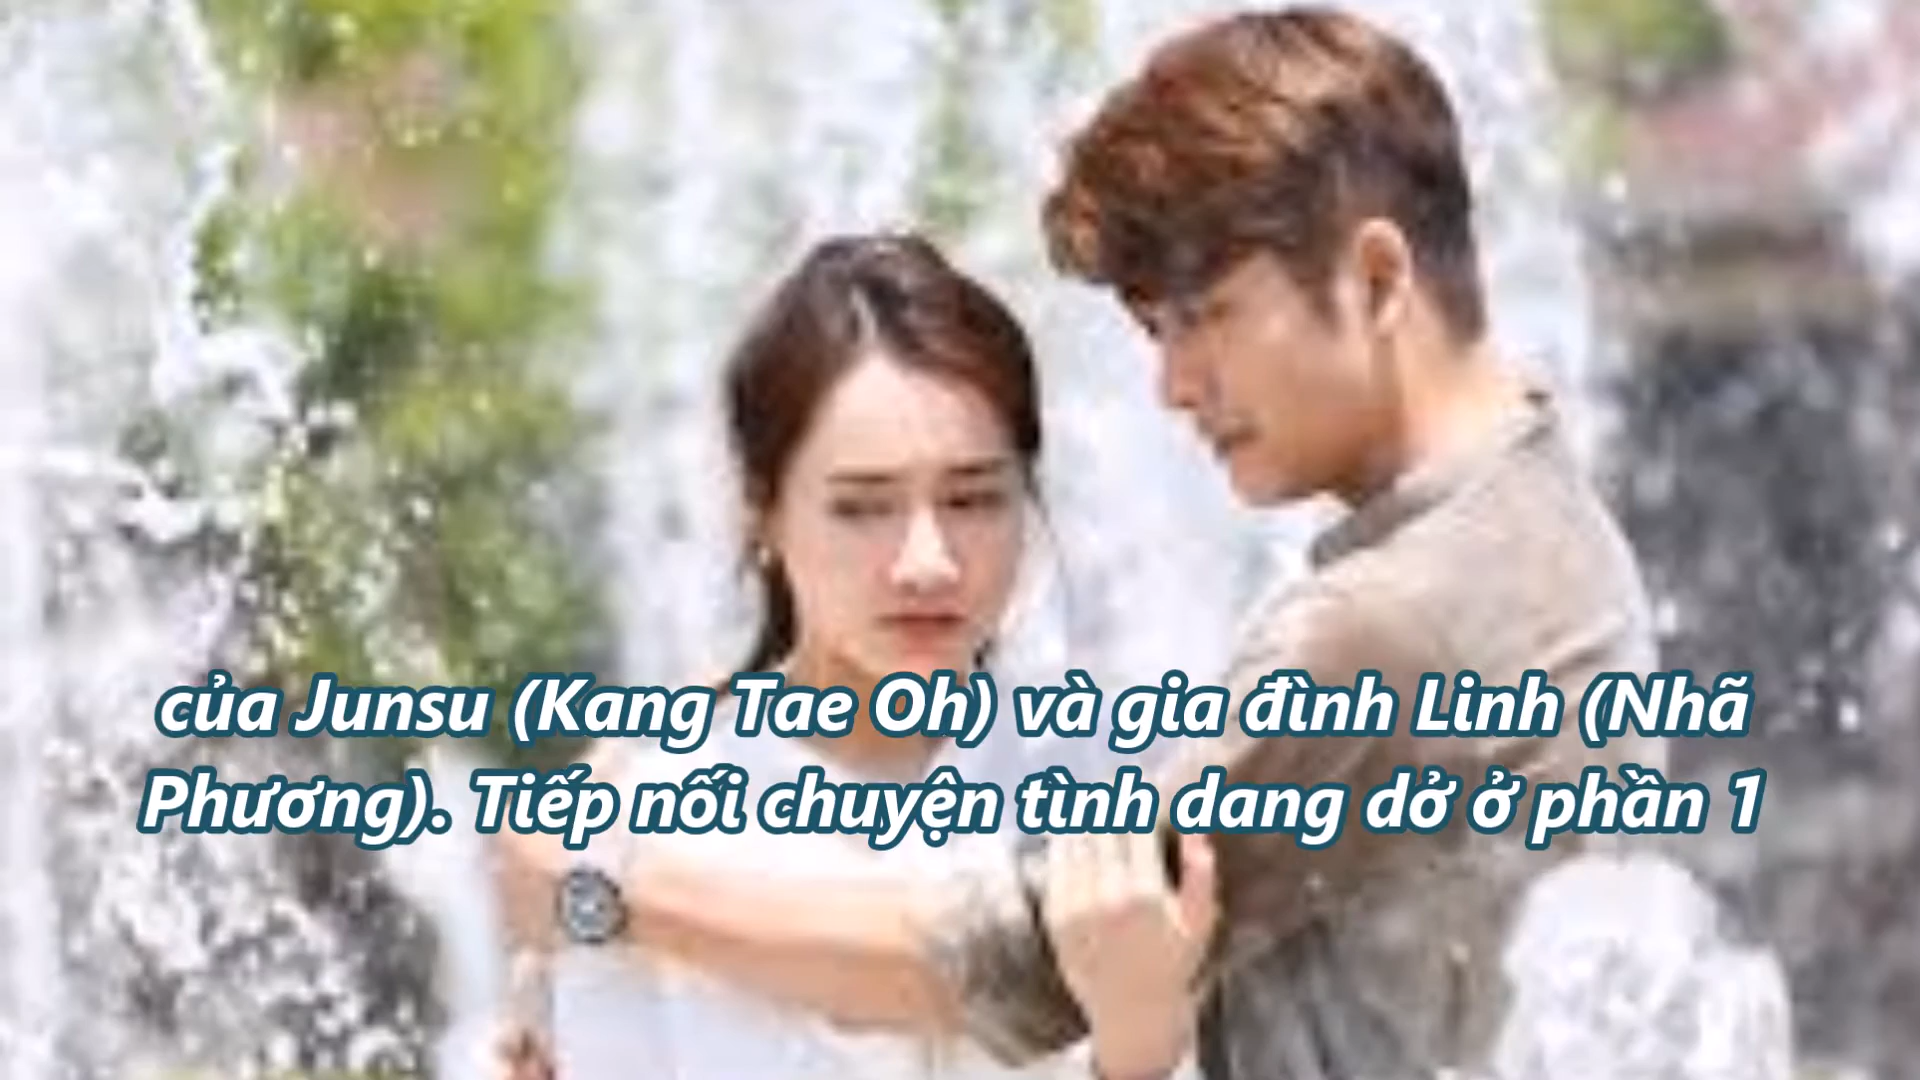 của Junsu (Kang Tae Oh) và gia đình Linh (Nhã
Phương). Tiếp nối chuyện tình dang dở ở phần 1